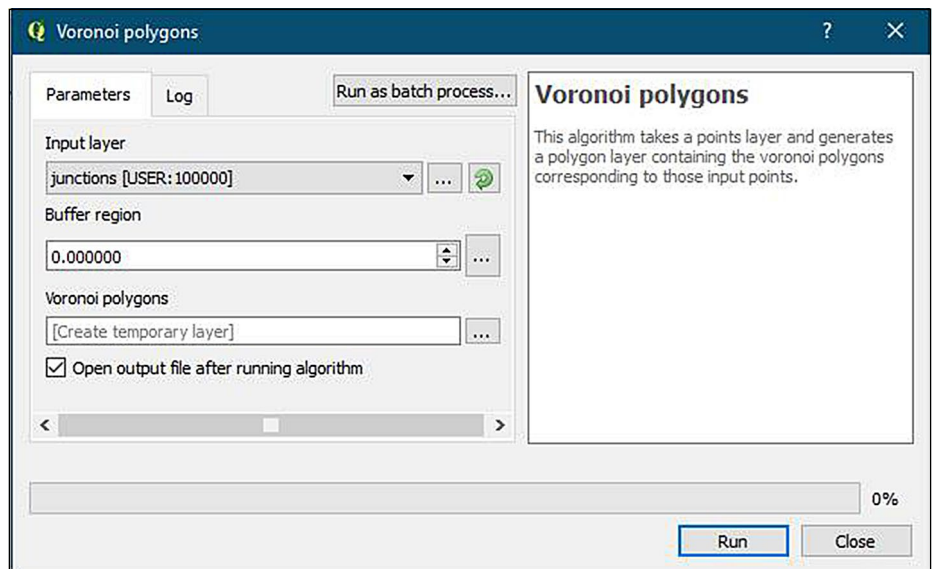 Voronoi polygons
? ×
Parameters
Log
Run as batch process...
Input layer
junctions [USER:100000]
...
Buffer region
0.000000
...
Voronoi polygons
[Create temporary layer]
...
Open output file after running algorithm
Voronoi polygons
This algorithm takes a points layer and generates
a polygon layer containing the voronoi polygons
corresponding to those input points.
0%
Run
Close